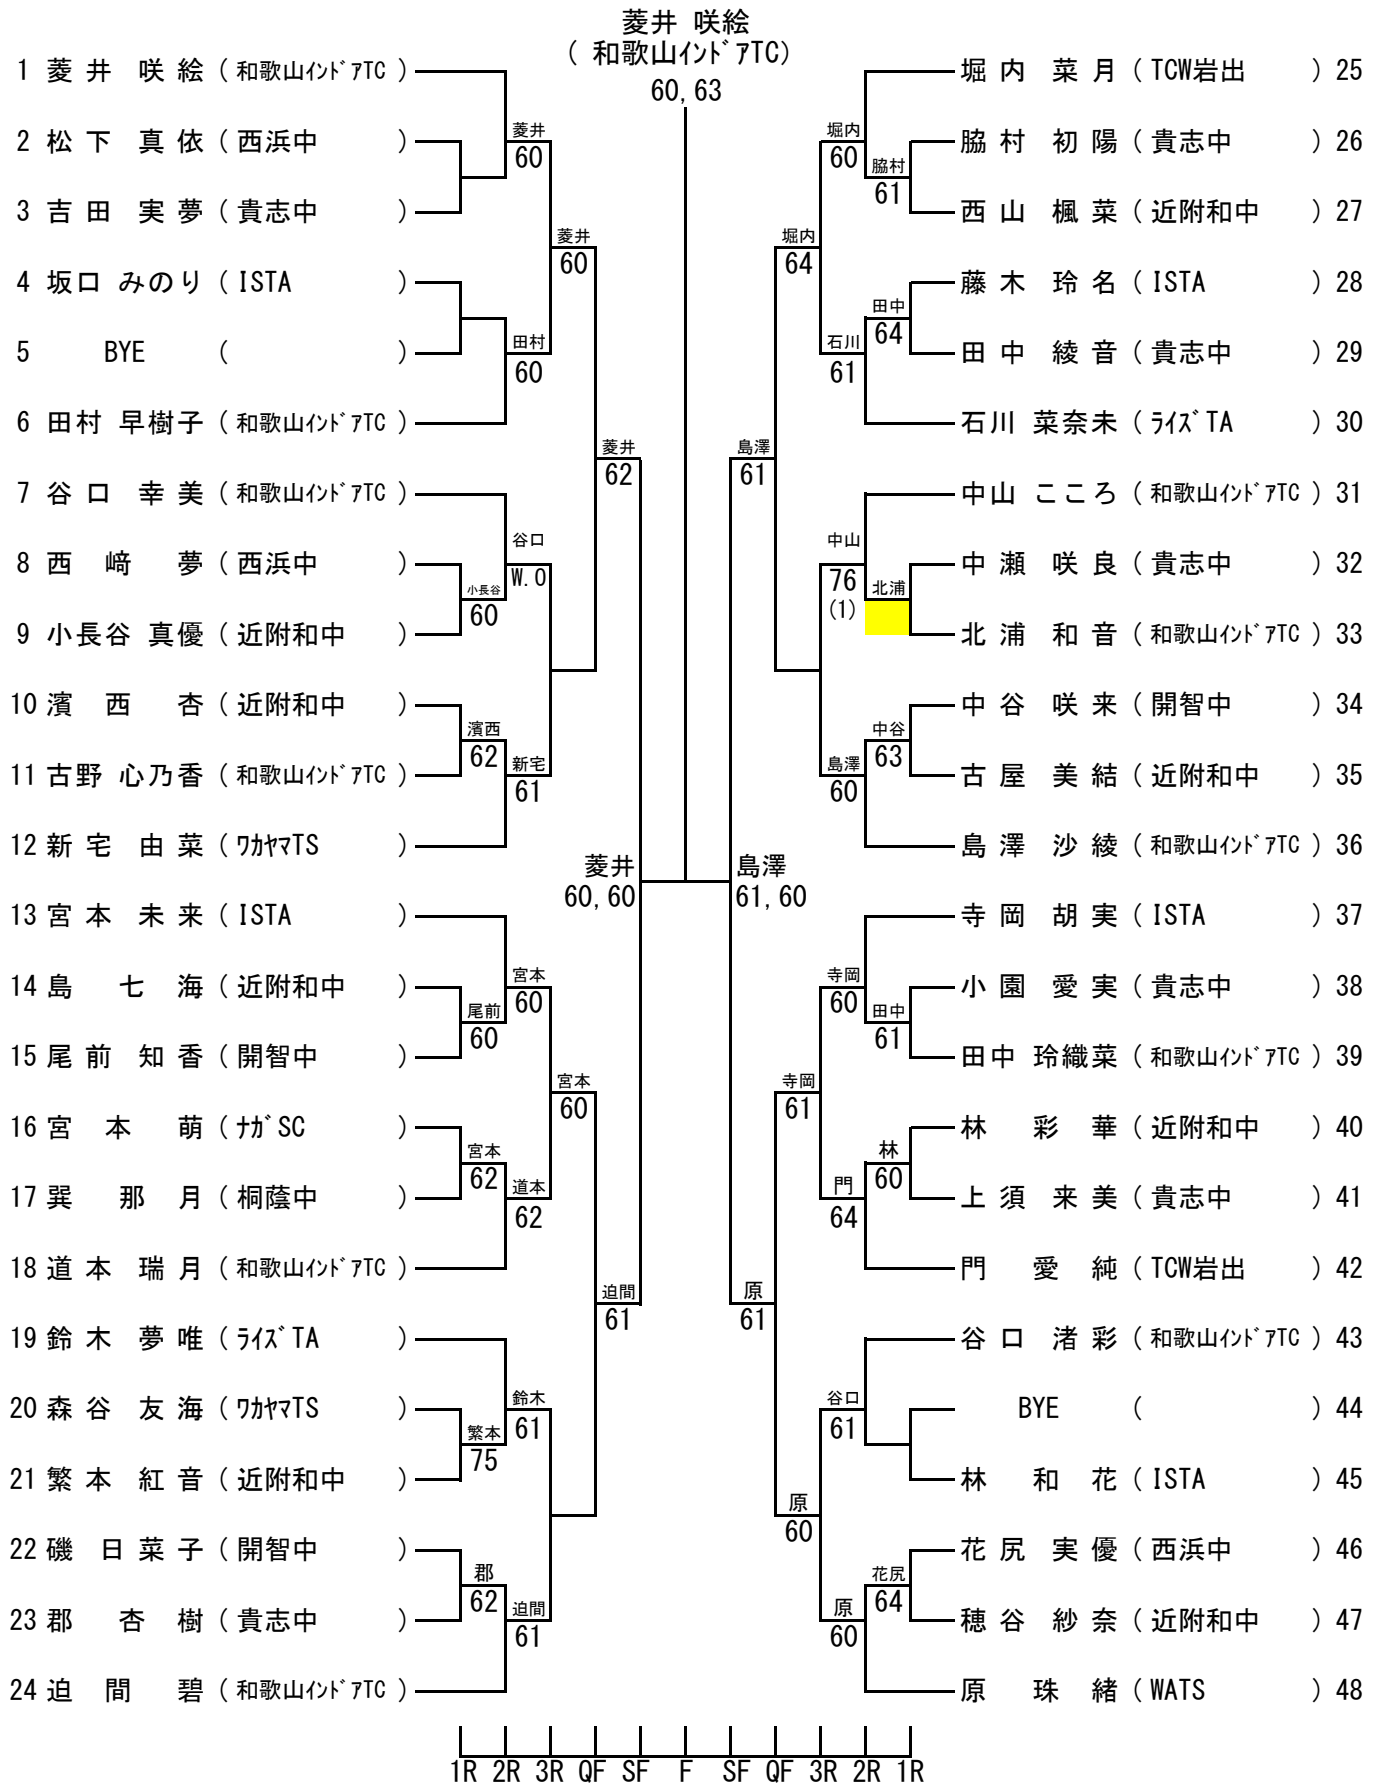 菱井 咲絵
( 和歌山インドアTC)
60, 63
1 菱井 咲絵 ( 和歌山インドアTC )
2 松下 真依 ( 西浜中 )
3 吉田 実夢 ( 貴志中 )
4 坂口 みのり ( ISTA )
5 BYE ( )
6 田村 早樹子 ( 和歌山インドアTC )
7 谷口 幸美 ( 和歌山インドアTC )
8 西﨑 夢 ( 西浜中 )
9 小長谷 真優 ( 近附和中 )
10 濱西 杏 ( 近附和中 )
11 古野 心乃香 ( 和歌山インドアTC )
12 新宅 由菜 ( ワカヤマTS )
13 宮本 未来 ( ISTA )
14 島 七海 ( 近附和中 )
15 尾前 知香 ( 開智中 )
16 宮本 萌 ( ナガSC )
17 巽 那月 ( 桐蔭中 )
18 道本 瑞月 ( 和歌山インドアTC )
19 鈴木 夢唯 ( ライズTA )
20 森谷 友海 ( ワカヤマTS )
21 繁本 紅音 ( 近附和中 )
22 磯 日菜子 ( 開智中 )
23 郡 杏樹 ( 貴志中 )
24 迫間 碧 ( 和歌山インドアTC )
小長谷
60
濱西
62
尾前
60
宮本
62
繁本
75
郡
62
菱井
60
田村
60
谷口
W.O
新宅
61
宮本
60
道本
62
鈴木
61
迫間
61
菱井
60
宮本
60
菱井
62
迫間
61
菱井
60, 60
島澤
61, 60
島澤
61
原
61
堀内
64
寺岡
61
原
60
堀内
60
石川
61
中山
76
(1)
島澤
60
寺岡
60
門
64
谷口
61
原
60
脇村
61
田中
64
北浦
中谷
63
田中
61
林
60
花尻
64
堀内 菜月 ( TCW岩出 ) 25
脇村 初陽 ( 貴志中 ) 26
西山 楓菜 ( 近附和中 ) 27
藤木 玲名 ( ISTA ) 28
田中 綾音 ( 貴志中 ) 29
石川 菜奈未 ( ライズTA ) 30
中山 こころ ( 和歌山インドアTC ) 31
中瀬 咲良 ( 貴志中 ) 32
北浦 和音 ( 和歌山インドアTC ) 33
中谷 咲来 ( 開智中 ) 34
古屋 美結 ( 近附和中 ) 35
島澤 沙綾 ( 和歌山インドアTC ) 36
寺岡 胡実 ( ISTA ) 37
小園 愛実 ( 貴志中 ) 38
田中 玲織菜 ( 和歌山インドアTC ) 39
林 彩華 ( 近附和中 ) 40
上須 来美 ( 貴志中 ) 41
門 愛純 ( TCW岩出 ) 42
谷口 渚彩 ( 和歌山インドアTC ) 43
BYE ( ) 44
林 和花 ( ISTA ) 45
花尻 実優 ( 西浜中 ) 46
穂谷 紗奈 ( 近附和中 ) 47
原 珠緒 ( WATS ) 48
1R 2R 3R QF SF F SF QF 3R 2R 1R